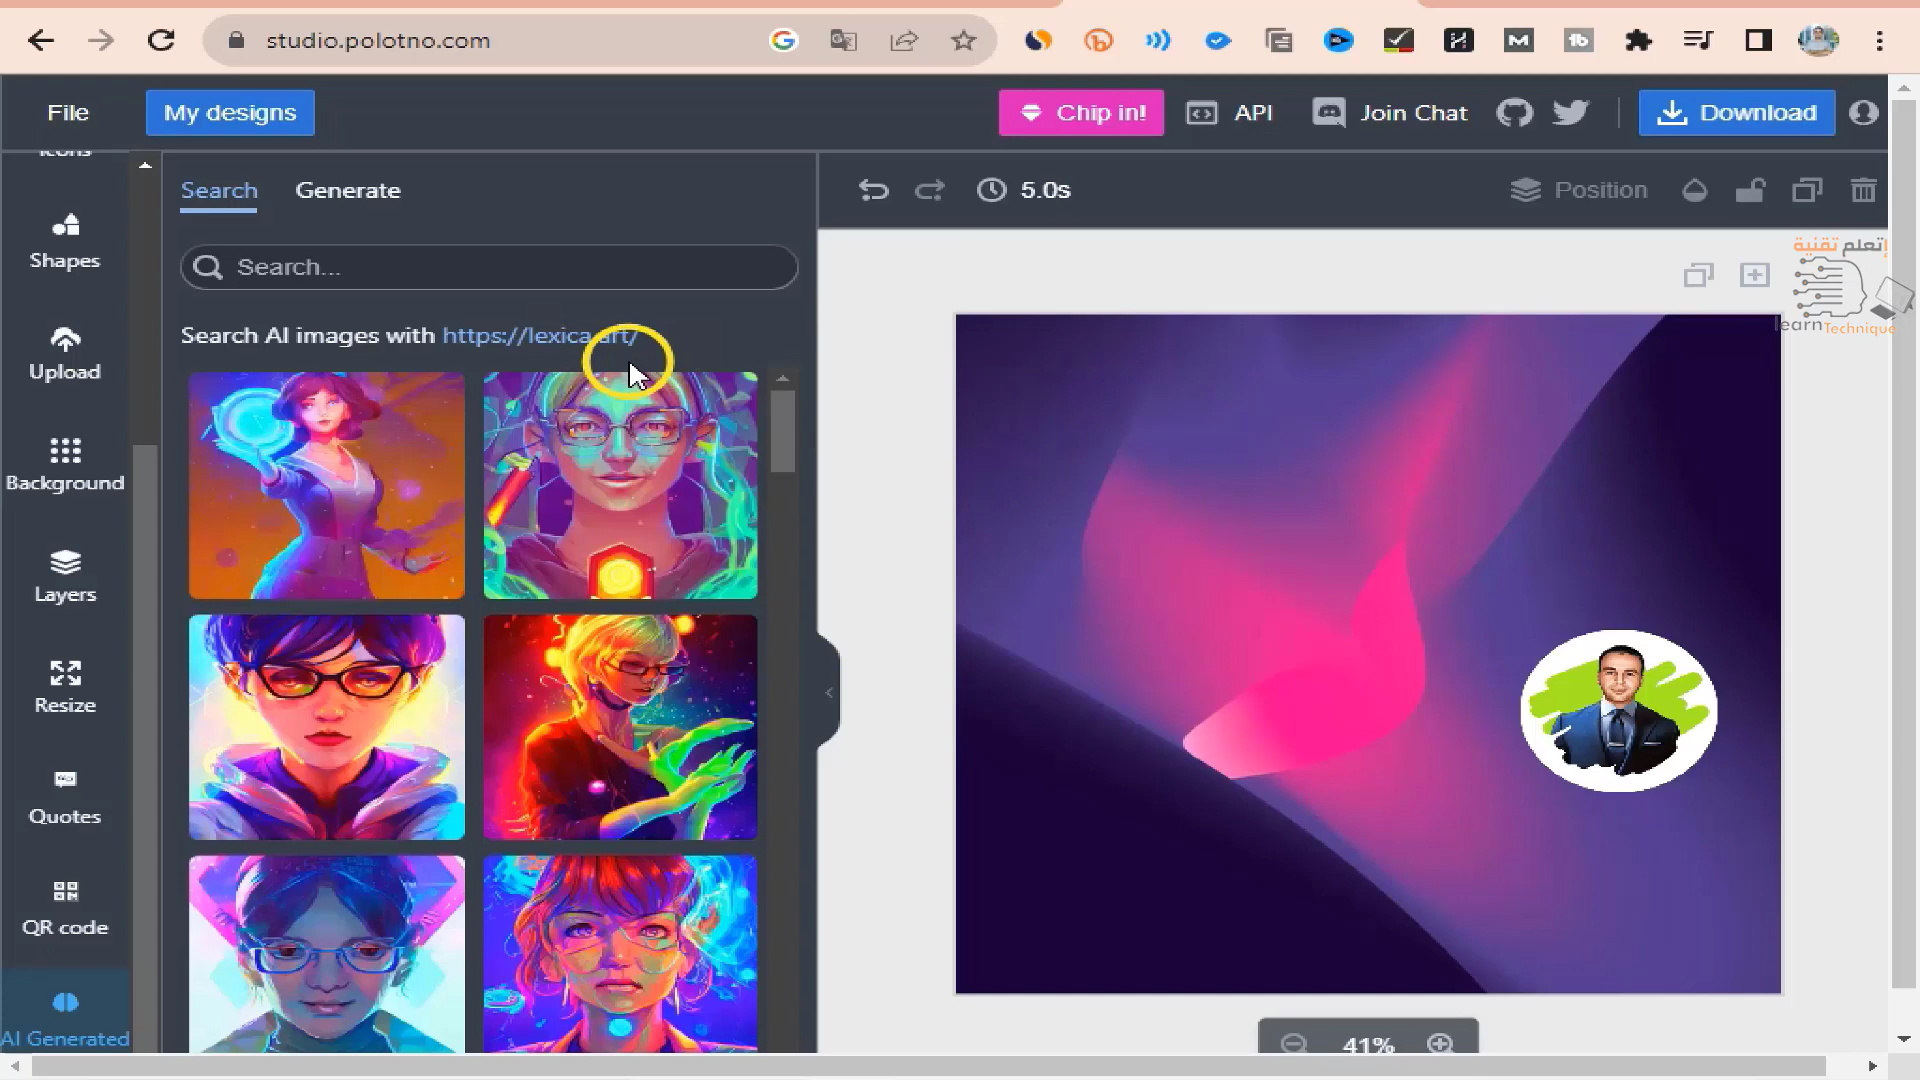 studio.polotno.com
File
My designs
Chip in!
API
Join Chat
Download
Icons
Search
Generate
5.0s
Position
إتعلم تقنية
learn Technique
Shapes
Search...
Search AI images with https://lexica.art/
Upload
Background
Layers
Resize
Quotes
QR code
AI Generated
41%